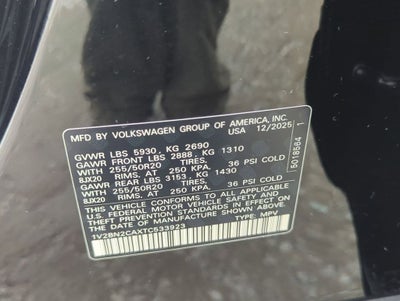 MFD. BY VOLKSWAGEN GROUP OF AMERICA, INC.
USA 12/2025
GVWR LBS 5930, KG 2690
GAWR FRONT LBS 2888, KG 1310
WITH 255/50R20 TIRES,
8JX20 RIMS, AT 250 KPA, 36 PSI COLD
GAWR REAR LBS 3153, KG 1430
WITH 255/50R20 TIRES,
8JX20 RIMS, AT 250 KPA, 36 PSI COLD
THIS VEHICLE CONFORMS TO ALL APPLICABLE
FEDERAL MOTOR VEHICLE SAFETY AND
THEFT PREVENTION STANDARDS IN EFFECT
ON THE DATE OF MANUFACTURE SHOWN ABOVE.
1V2BN2CAXTC533923 TYPE: MPV
5018564 1